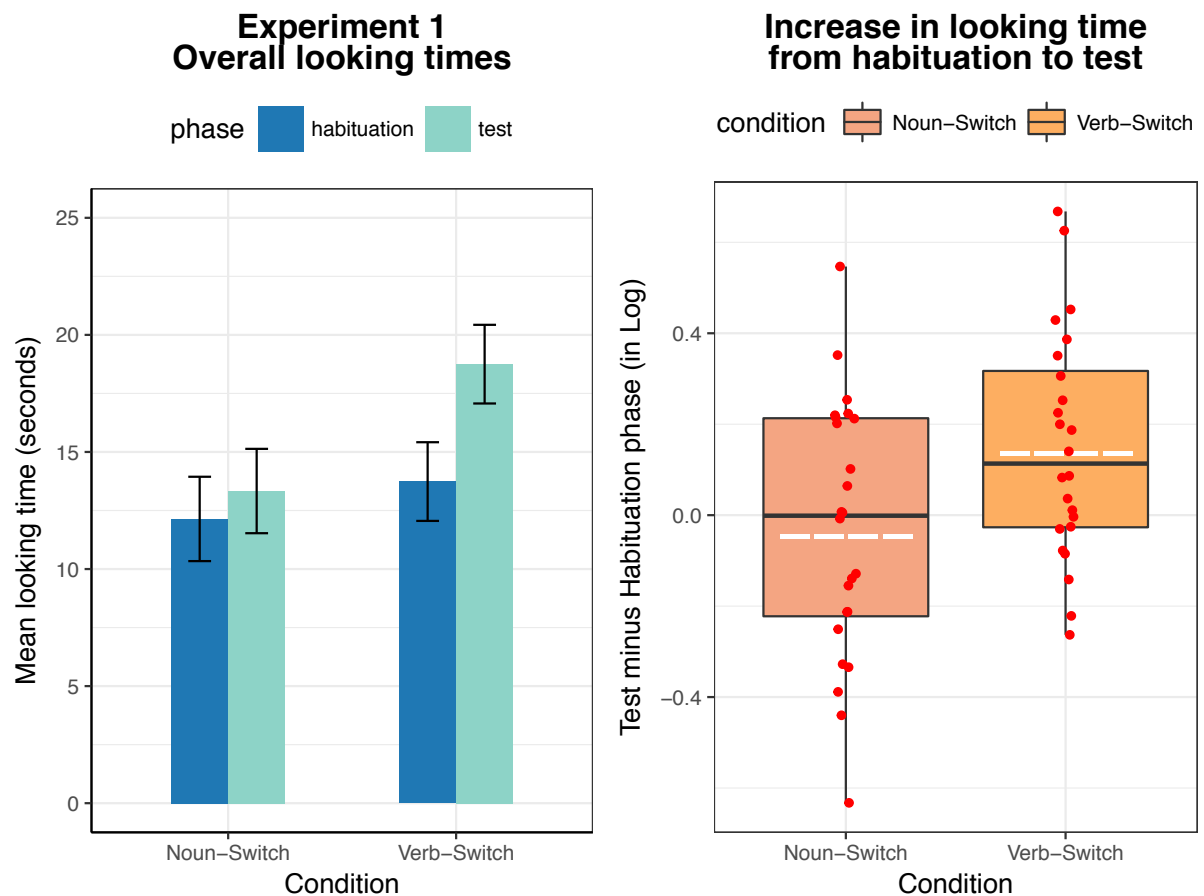 Experiment 1
Overall looking times
phase habituation test
Mean looking time (seconds)
25
20
15
10
5
0
Noun−Switch Verb−Switch
Condition
Increase in looking time
from habituation to test
condition Noun−Switch Verb−Switch
Test minus Habituation phase (in Log)
0.4
0.0
−0.4
Noun−Switch Verb−Switch
Condition